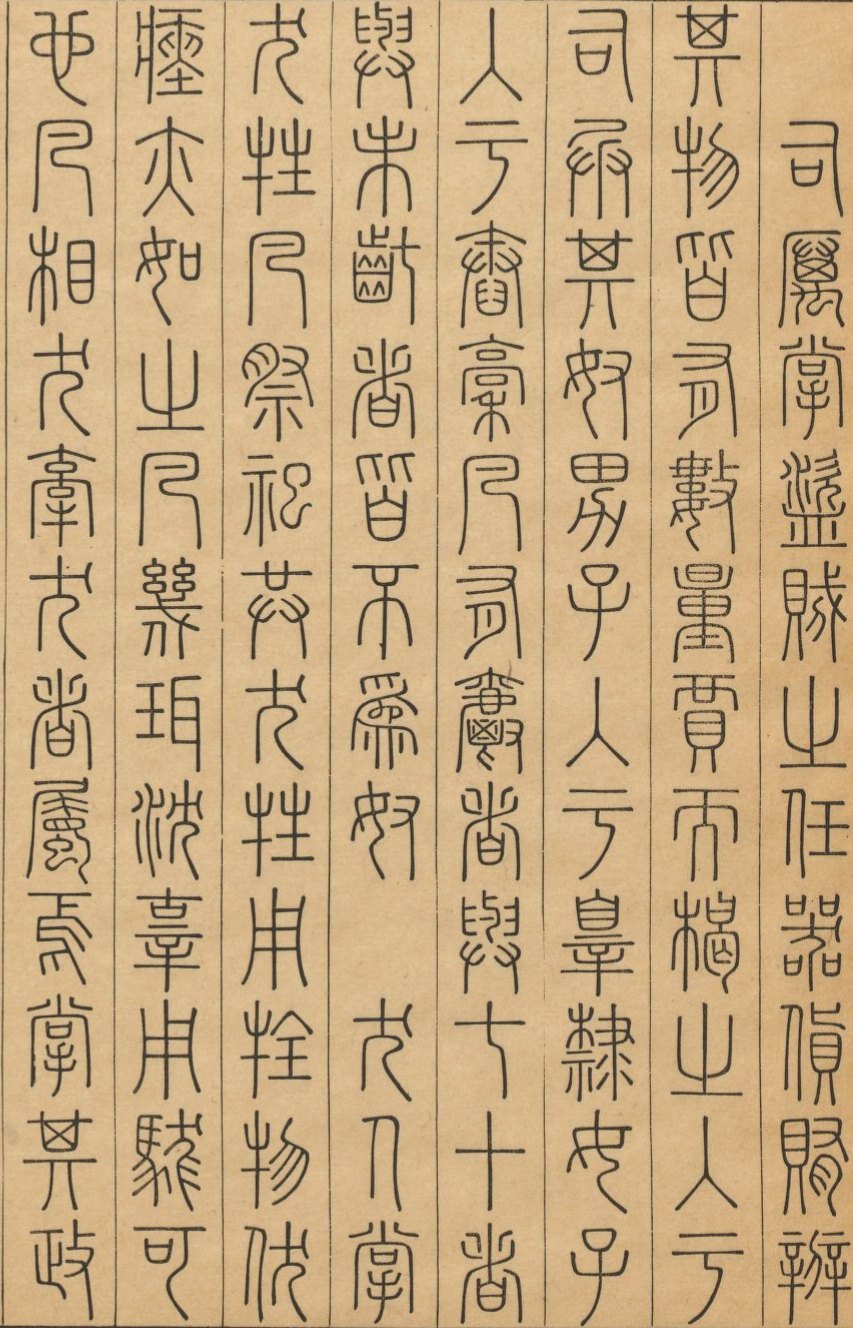 司厲掌盜賊之任器貨賄辨
其物皆有數量賈而楬之入于
司兵其奴男子入于辠隸女子
入于舂槀凡有爵者與七十者
與未齔者皆不爲奴　犬人掌
犬牲凡祭祀共犬牲用牷物伏
瘞亦如之凡幾珥沈辜用駹可
也凡相犬牽犬者屬焉掌其政